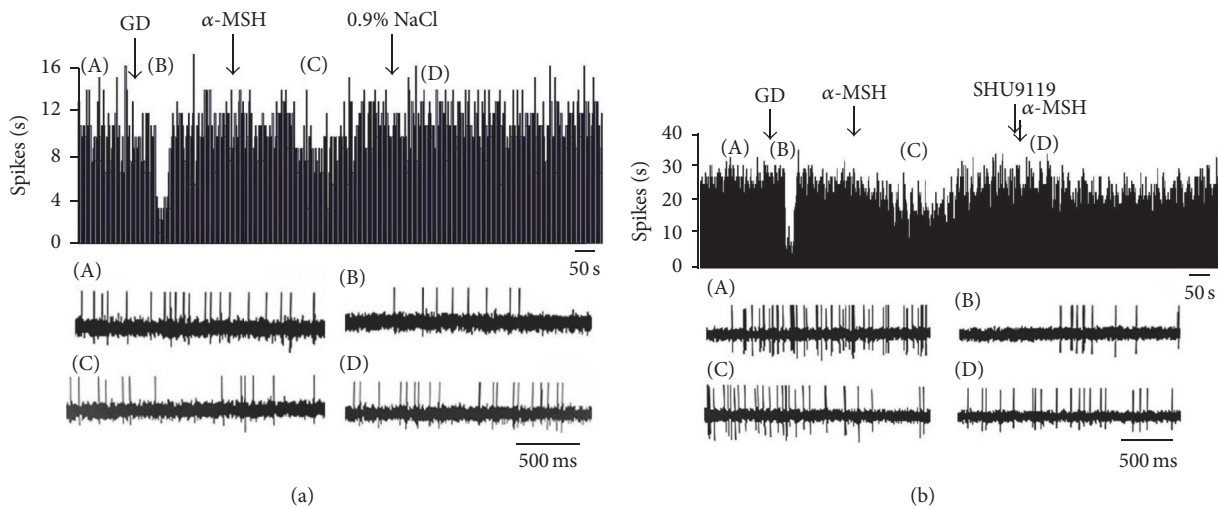 GD
α-MSH
0.9% NaCl
(A)
(B)
(C)
(D)
Spikes (s)
16
12
8
4
0
50 s
(A)
(B)
(C)
(D)
500 ms
(a)
GD
α-MSH
SHU9119
α-MSH
(A)
(B)
(C)
(D)
Spikes (s)
40
30
20
10
0
50 s
(A)
(B)
(C)
(D)
500 ms
(b)